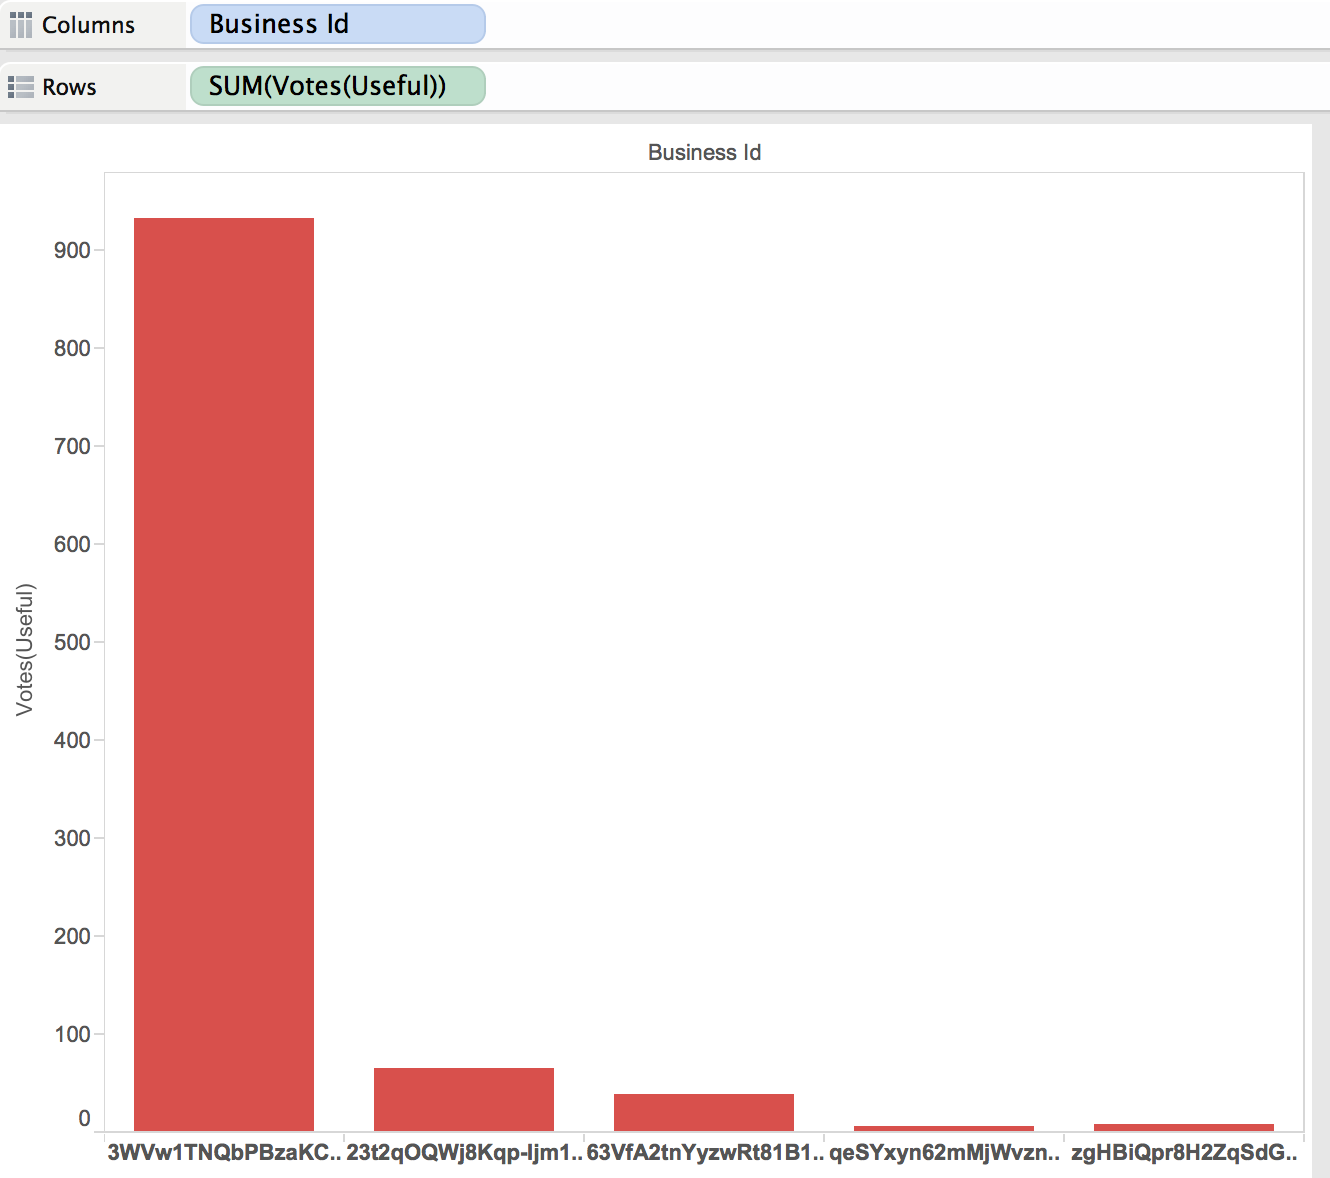 Columns
Business Id
Rows
SUM(Votes(Useful))
Business Id
Votes(Useful)
900
800
700
600
500
400
300
200
100
0
3WVw1TNQbPBzaKC.. 23t2qOQWj8Kqp-Ijm1.. 63VfA2tnYyzwRt81B1.. qeSYxyn62mMjWvzn.. zgHBiQpr8H2ZqSdG..